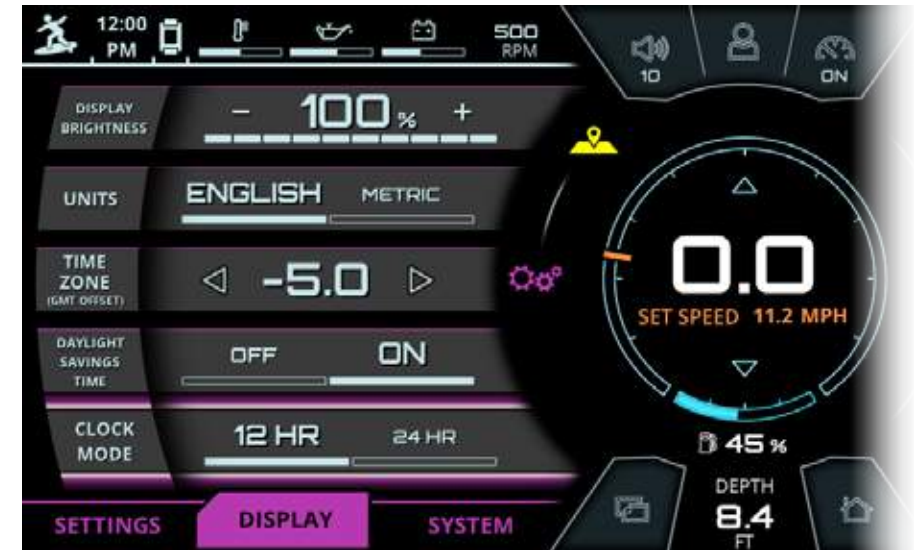 12:00
PM
500
RPM
10
ON
DISPLAY
BRIGHTNESS
- 100 % +
UNITS
ENGLISH METRIC
TIME
ZONE
(GMT OFFSET)
-5.0
DAYLIGHT
SAVINGS
TIME
OFF ON
CLOCK
MODE
12 HR 24 HR
0.0
SET SPEED 11.2 MPH
45 %
DEPTH
8.4
FT
SETTINGS DISPLAY SYSTEM